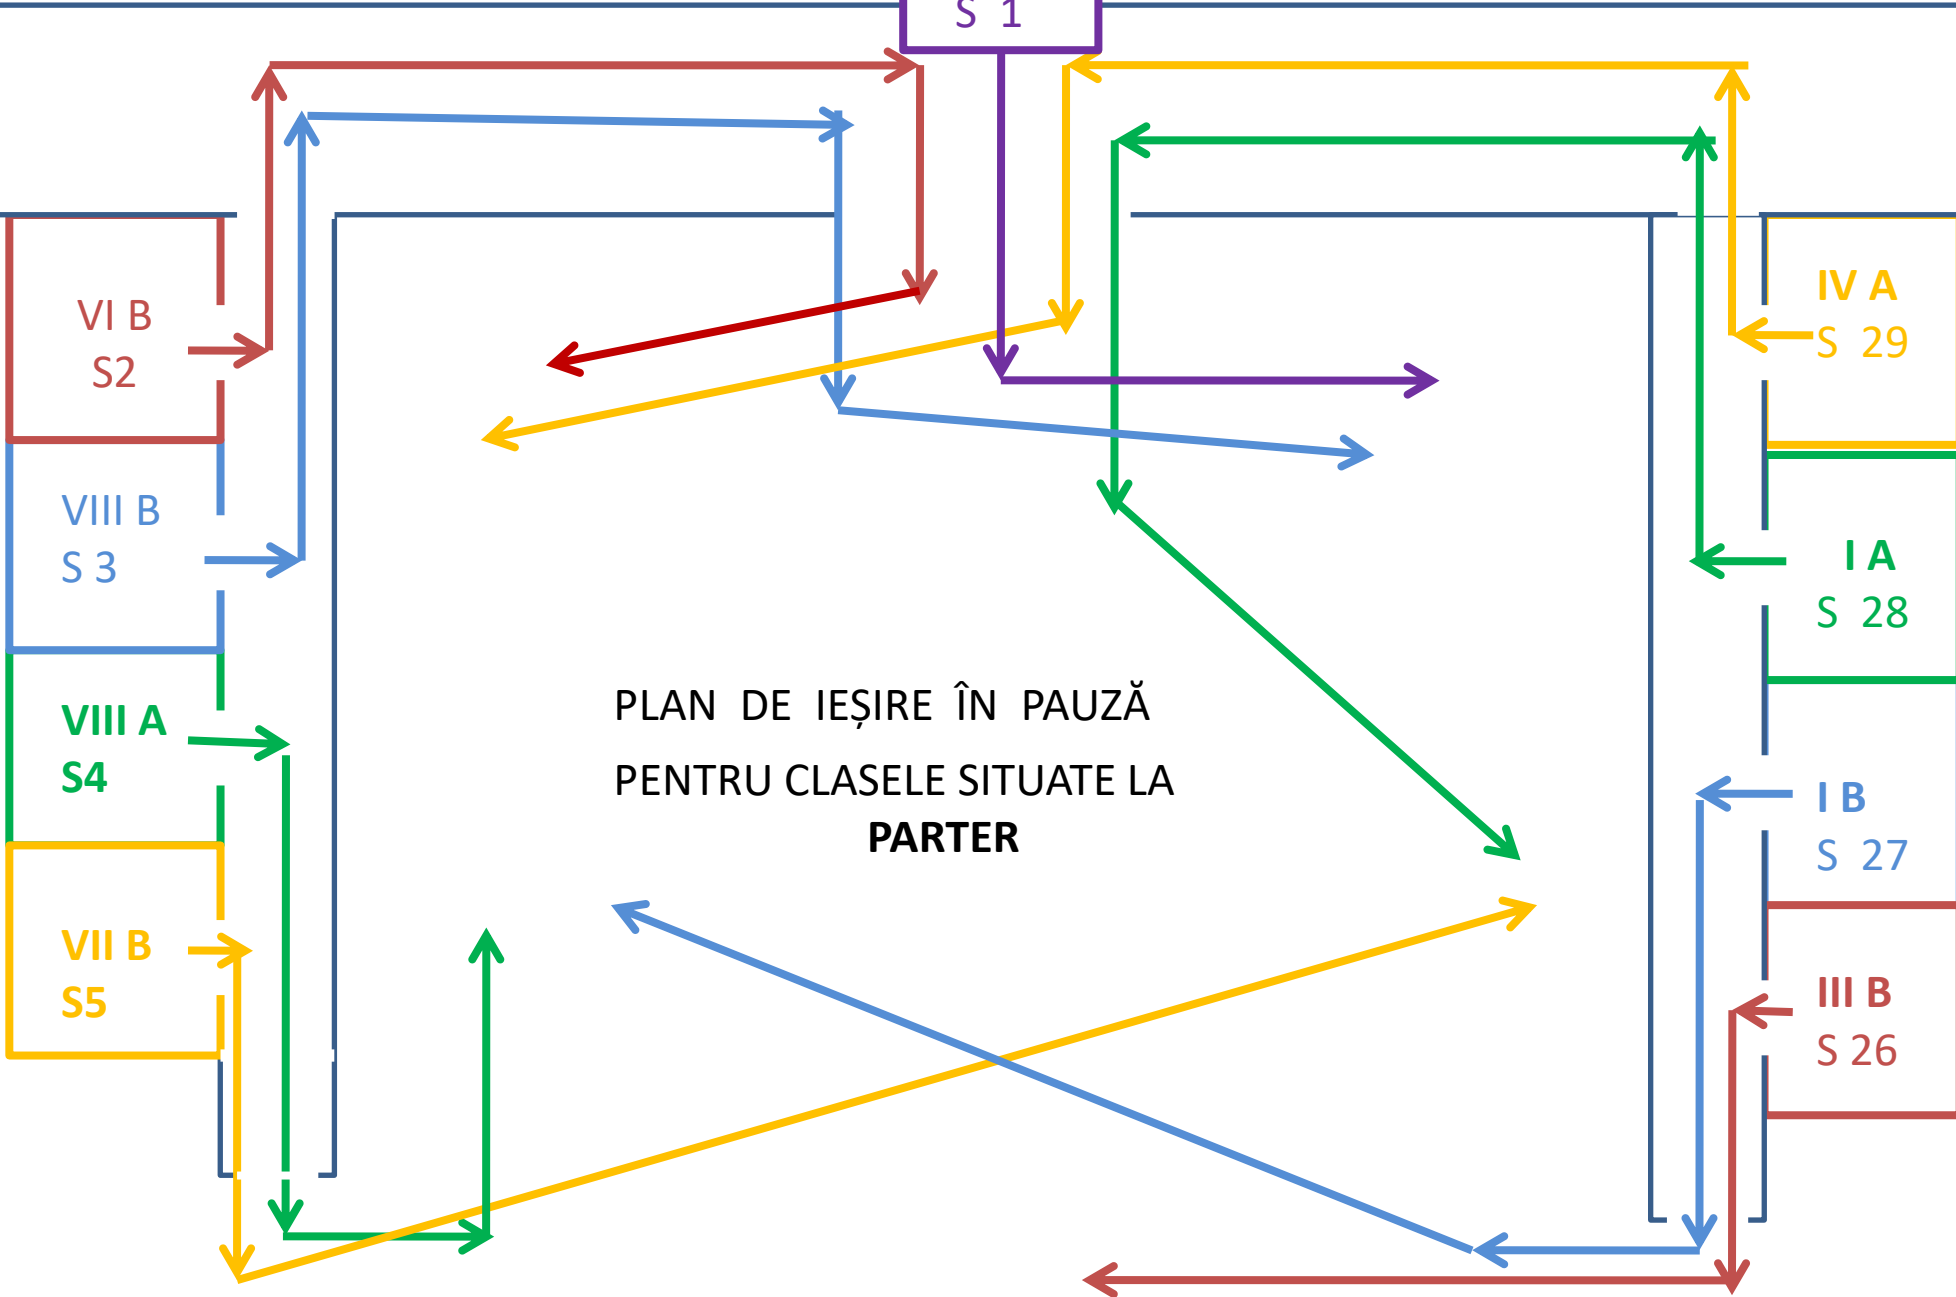 S 1
VI B
S2
VIII B
S 3
VIII A
S4
VII B
S5
PLAN DE IEȘIRE ÎN PAUZĂ
PENTRU CLASELE SITUATE LA
PARTER
IV A
S 29
I A
S 28
I B
S 27
III B
S 26